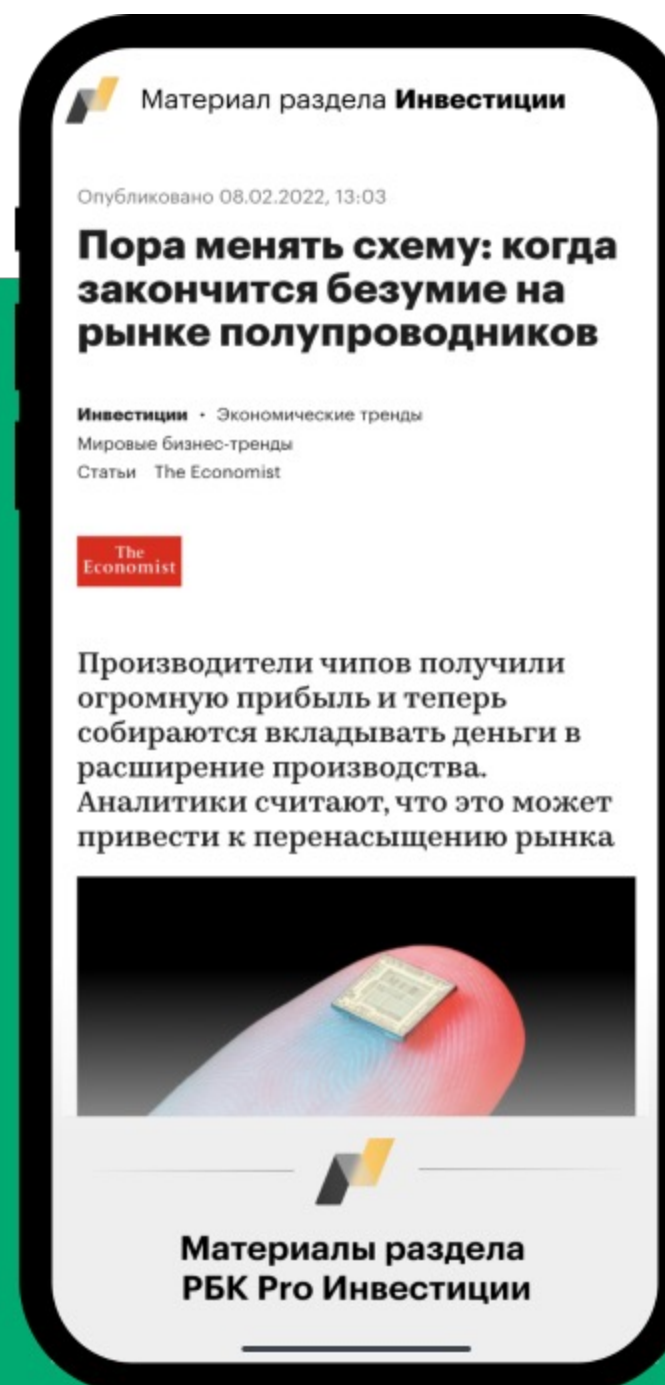 Материал раздела Инвестиции
Опубликовано 08.02.2022, 13:03
Пора менять схему: когда
закончится безумие на
рынке полупроводников
Инвестиции • Экономические тренды
Мировые бизнес-тренды
Статьи The Economist
The
Economist
Производители чипов получили
огромную прибыль и теперь
собираются вкладывать деньги в
расширение производства.
Аналитики считают, что это может
привести к перенасыщению рынка
Материалы раздела
РБК Pro Инвестиции